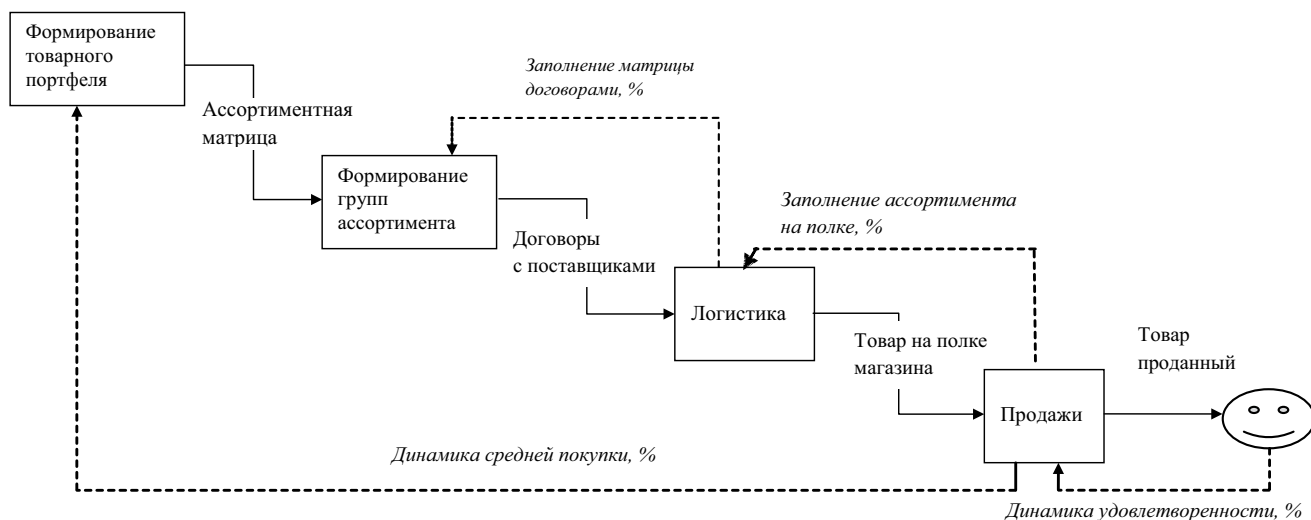 Формирование
товарного
портфеля
Заполнение матрицы
договорами, %
Ассортиментная
матрица
Формирование
групп
ассортимента
Заполнение ассортимента
на полке, %
Договоры
с поставщиками
Логистика
Товар на полке
магазина
Товар
проданный
Продажи
Динамика средней покупки, %
Динамика удовлетворенности, %